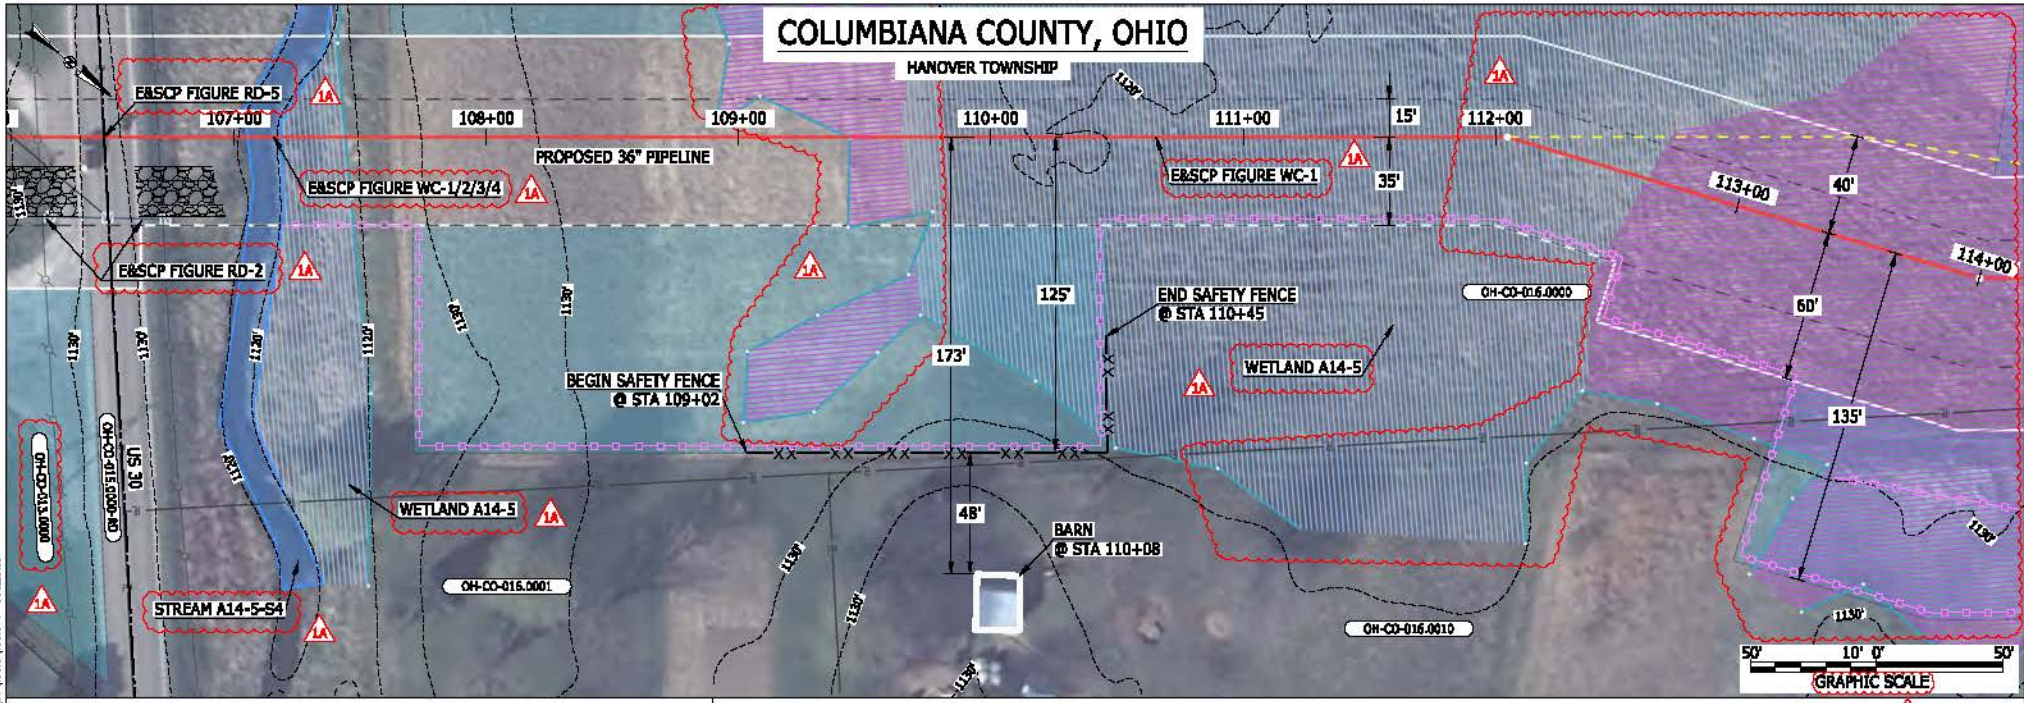 COLUMBIANA COUNTY, OHIO
HANOVER TOWNSHIP
1120'
1A
E&SCP FIGURE RD-5
1A
107+00
108+00
109+00
110+00
111+00
112+00
15'
PROPOSED 36" PIPELINE
E&SCP FIGURE WC-1/2/3/4
1A
E&SCP FIGURE WC-1
1A
35'
113+00
40'
1130'
E&SCP FIGURE RD-2
1A
1A
114+00
125'
END SAFETY FENCE
@ STA 110+45
OH-CO-016.0000
60'
1130'
1130'
1120'
1120'
1130'
1130'
173'
WETLAND A14-5
1A
BEGIN SAFETY FENCE
@ STA 109+02
135'
OH-CO-013.0000
OH-CO-015.0000-RD
US 30
1120'
WETLAND A14-5
1A
48'
BARN
@ STA 110+08
1130'
1130'
1130'
OH-CO-016.0001
1A
STREAM A14-5-S4
1A
OH-CO-016.0010
1130'
1130'
50' 10' 0' 50'
GRAPHIC SCALE